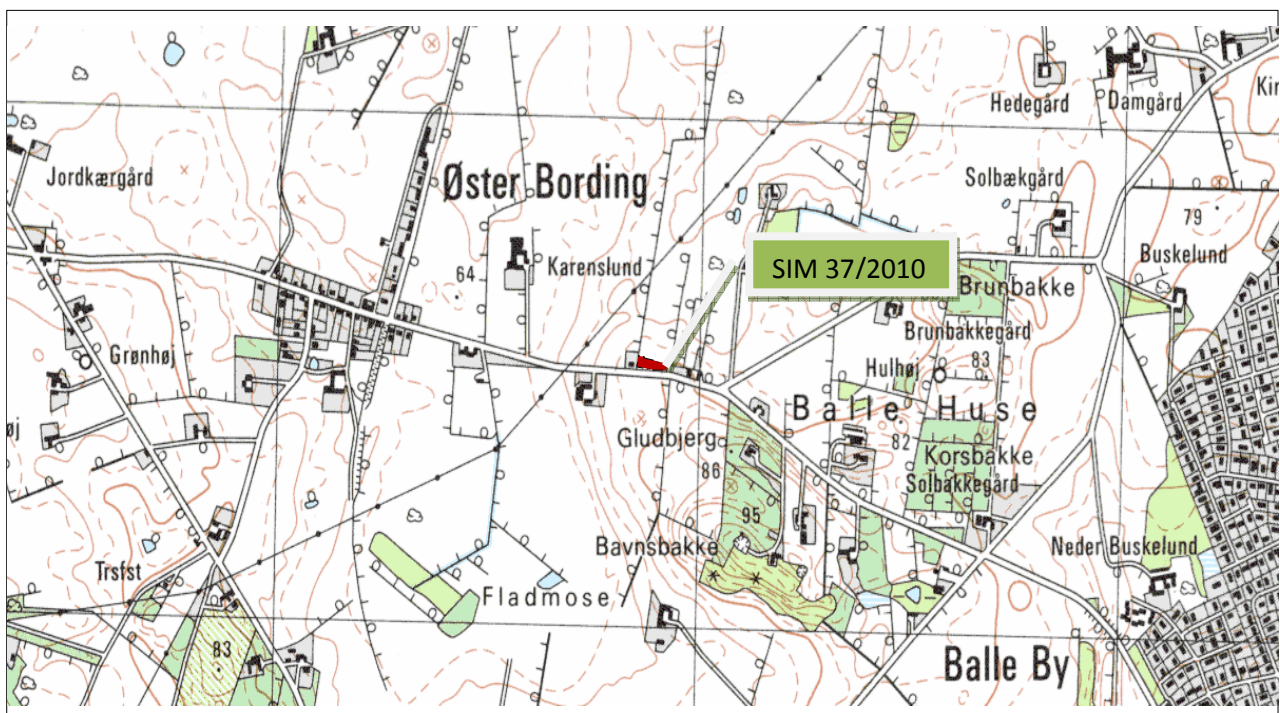 Hedegård
Damgård
Jordkærgård
Øster Bording
Solbækgård
79
64
Karenslund
SIM 37/2010
Buskelund
Brunbakke
Brunbakkegård
Grønhøj
Hulhøj
83
Balle Huse
Gludbjerg
82
86
Korsbakke
Solbakkegård
95
Bavnsbakke
Neder Buskelund
Trsfst
Fladmose
83
Balle By